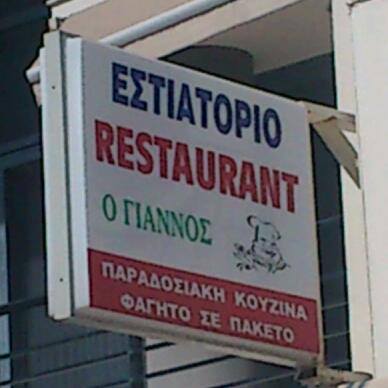 ΕΣΤΙΑΤΟΡΙΟ
RESTAURANT
Ο ΓΙΑΝΝΟΣ
ΠΑΡΑΔΟΣΙΑΚΗ ΚΟΥΖΙΝΑ
ΦΑΓΗΤΟ ΣΕ ΠΑΚΕΤΟ